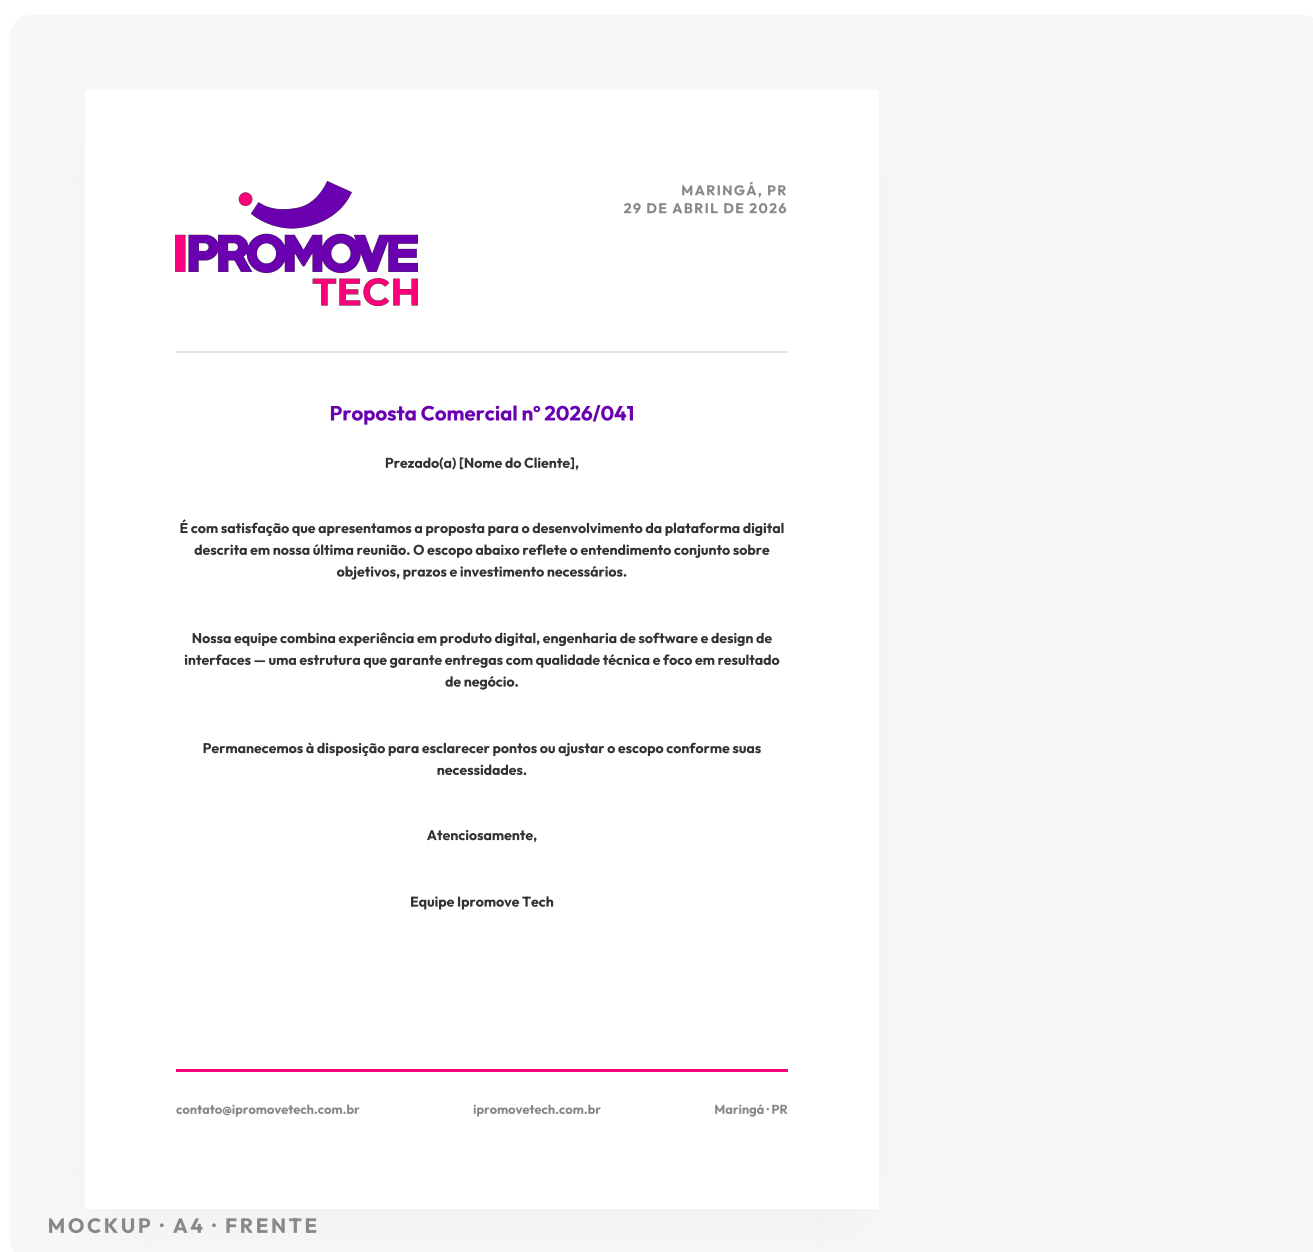 IPROMOVE
TECH
MARINGÁ, PR
29 DE ABRIL DE 2026
Proposta Comercial nº 2026/041
Prezado(a) [Nome do Cliente],
É com satisfação que apresentamos a proposta para o desenvolvimento da plataforma digital
descrita em nossa última reunião. O escopo abaixo reflete o entendimento conjunto sobre
objetivos, prazos e investimento necessários.
Nossa equipe combina experiência em produto digital, engenharia de software e design de
interfaces — uma estrutura que garante entregas com qualidade técnica e foco em resultado
de negócio.
Permanecemos à disposição para esclarecer pontos ou ajustar o escopo conforme suas
necessidades.
Atenciosamente,
Equipe Ipromove Tech
contato@ipromovetech.com.br
ipromovetech.com.br
Maringá · PR
MOCKUP · A4 · FRENTE